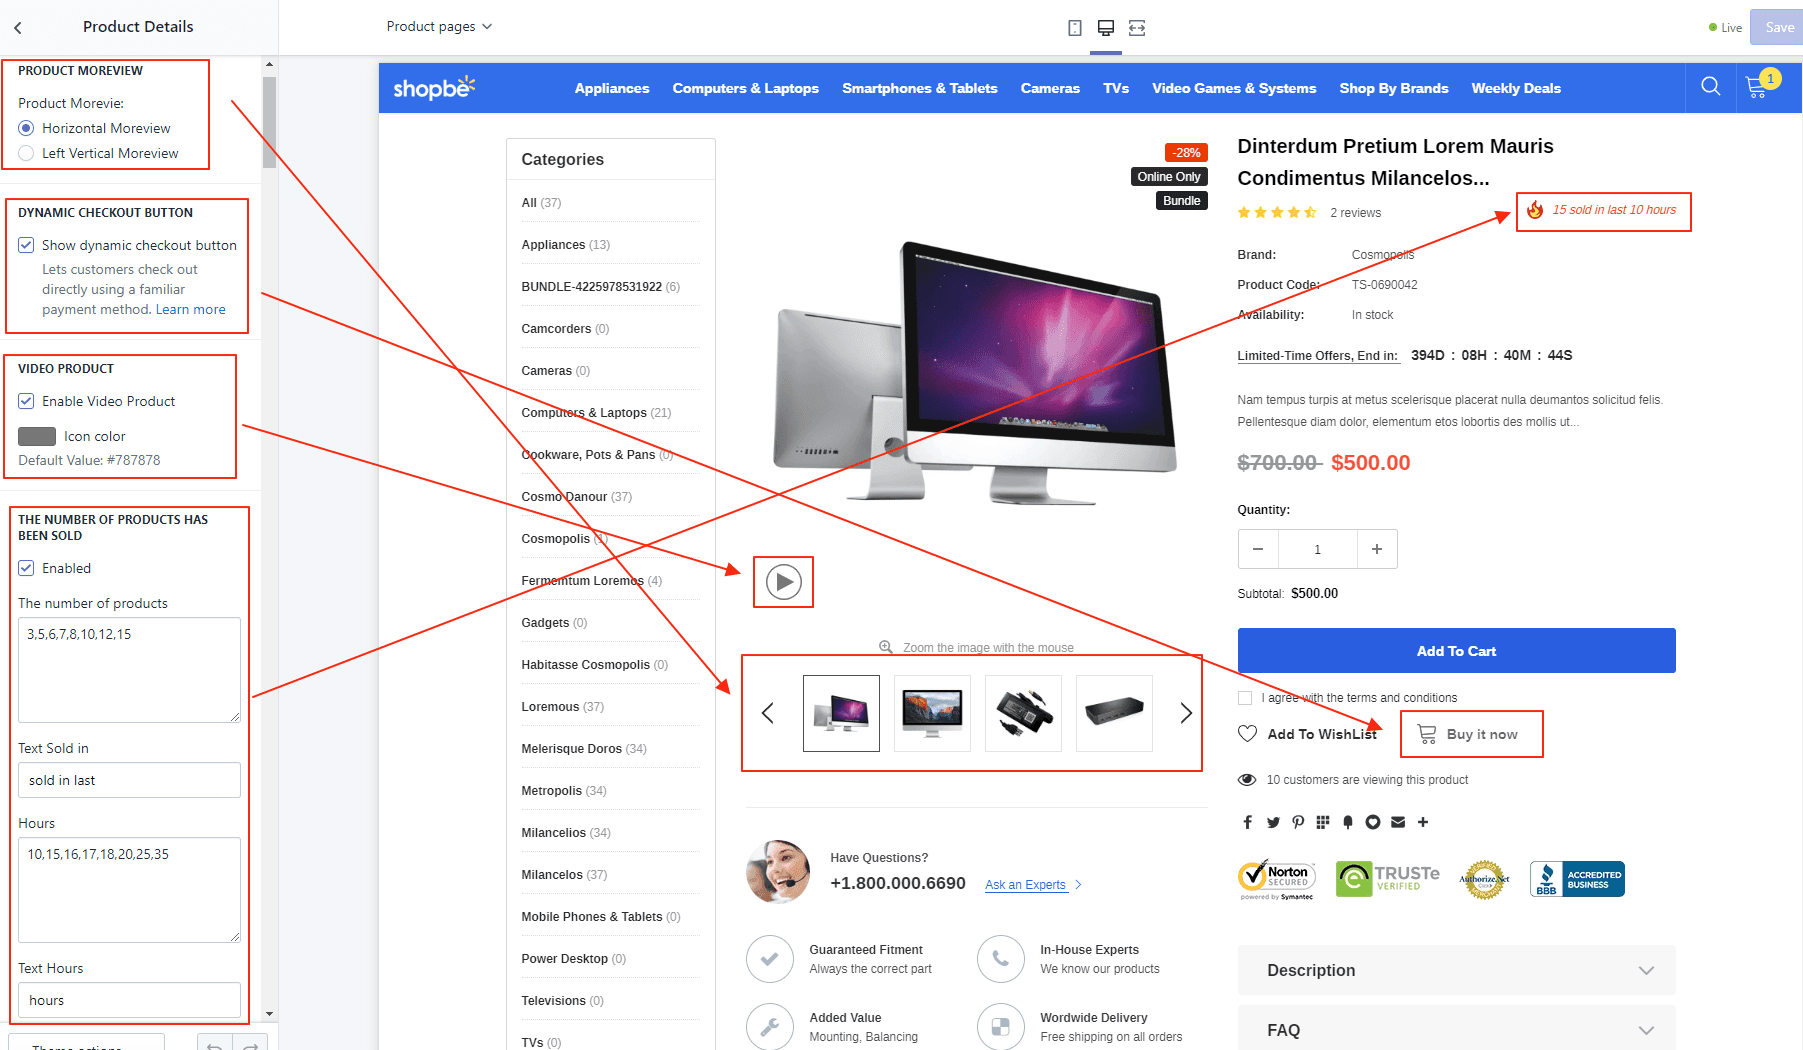 Product Details
Product pages
Live
Save
PRODUCT MOREVIEW
Product Morevie:
Horizontal Moreview
Left Vertical Moreview
DYNAMIC CHECKOUT BUTTON
Show dynamic checkout button
Lets customers check out
directly using a familiar
payment method. Learn more
VIDEO PRODUCT
Enable Video Product
Icon color
Default Value: #787878
THE NUMBER OF PRODUCTS HAS
BEEN SOLD
Enabled
The number of products
3,5,6,7,8,10,12,15
Text Sold in
sold in last
Hours
10,15,16,17,18,20,25,35
Text Hours
hours
Theme actions
shopbe
Appliances
Computers & Laptops
Smartphones & Tablets
Cameras
TVs
Video Games & Systems
Shop By Brands
Weekly Deals
1
Categories
All (37)
Appliances (13)
BUNDLE-4225978531922 (6)
Camcorders (0)
Cameras (0)
Computers & Laptops (21)
Cookware, Pots & Pans (0)
Cosmo Danour (37)
Cosmopolis (1)
Fermemtum Loremos (4)
Gadgets (0)
Habitasse Cosmopolis (0)
Loremous (37)
Melerisque Doros (34)
Metropolis (34)
Milancelios (34)
Milancelos (37)
Mobile Phones & Tablets (0)
Power Desktop (0)
Televisions (0)
TVs (0)
-28%
Online Only
Bundle
Zoom the image with the mouse
Have Questions?
+1.800.000.6690
Ask an Experts
Guaranteed Fitment
Always the correct part
In-House Experts
We know our products
Added Value
Mounting, Balancing
Wordwide Delivery
Free shipping on all orders
Dinterdum Pretium Lorem Mauris
Condimentus Milancelos...
2 reviews
15 sold in last 10 hours
Brand: Cosmopolis
Product Code: TS-0690042
Availability: In stock
Limited-Time Offers, End in: 394D : 08H : 40M : 44S
Nam tempus turpis at metus scelerisque placerat nulla deumantos solicitud felis.
Pellentesque diam dolor, elementum etos lobortis des mollis ut...
$700.00 $500.00
Quantity:
1
Subtotal: $500.00
Add To Cart
I agree with the terms and conditions
Add To WishList
Buy it now
10 customers are viewing this product
Norton
SECURED
powered by Symantec
TRUSTe
VERIFIED
Authorize.Net
BBB
ACCREDITED
BUSINESS
Description
FAQ